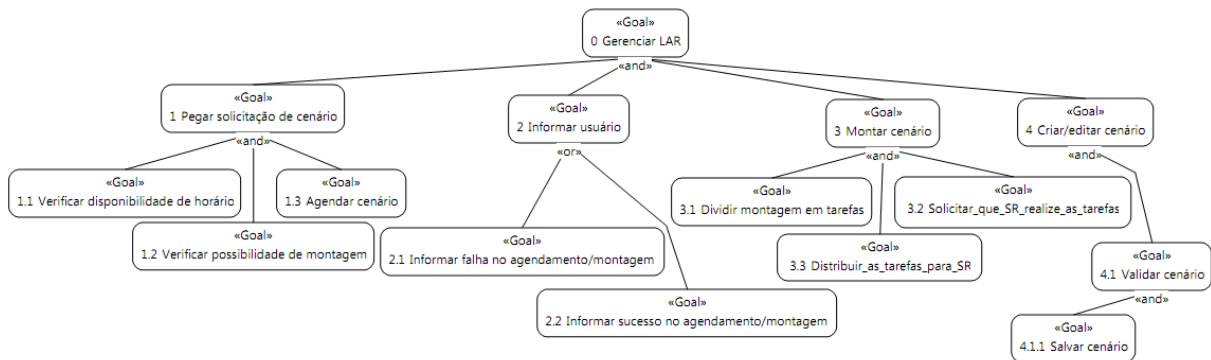 «Goal»
0 Gerenciar LAR
«and»
«Goal»
1 Pegar solicitação de cenário
«and»
«Goal»
2 Informar usuário
«or»
«Goal»
3 Montar cenário
«and»
«Goal»
4 Criar/editar cenário
«and»
«Goal»
1.1 Verificar disponibilidade de horário
«Goal»
1.3 Agendar cenário
«Goal»
1.2 Verificar possibilidade de montagem
«Goal»
2.1 Informar falha no agendamento/montagem
«Goal»
2.2 Informar sucesso no agendamento/montagem
«Goal»
3.1 Dividir montagem em tarefas
«Goal»
3.2 Solicitar_que_SR_realize_as_tarefas
«Goal»
3.3 Distribuir_as_tarefas_para_SR
«Goal»
4.1 Validar cenário
«and»
«Goal»
4.1.1 Salvar cenário